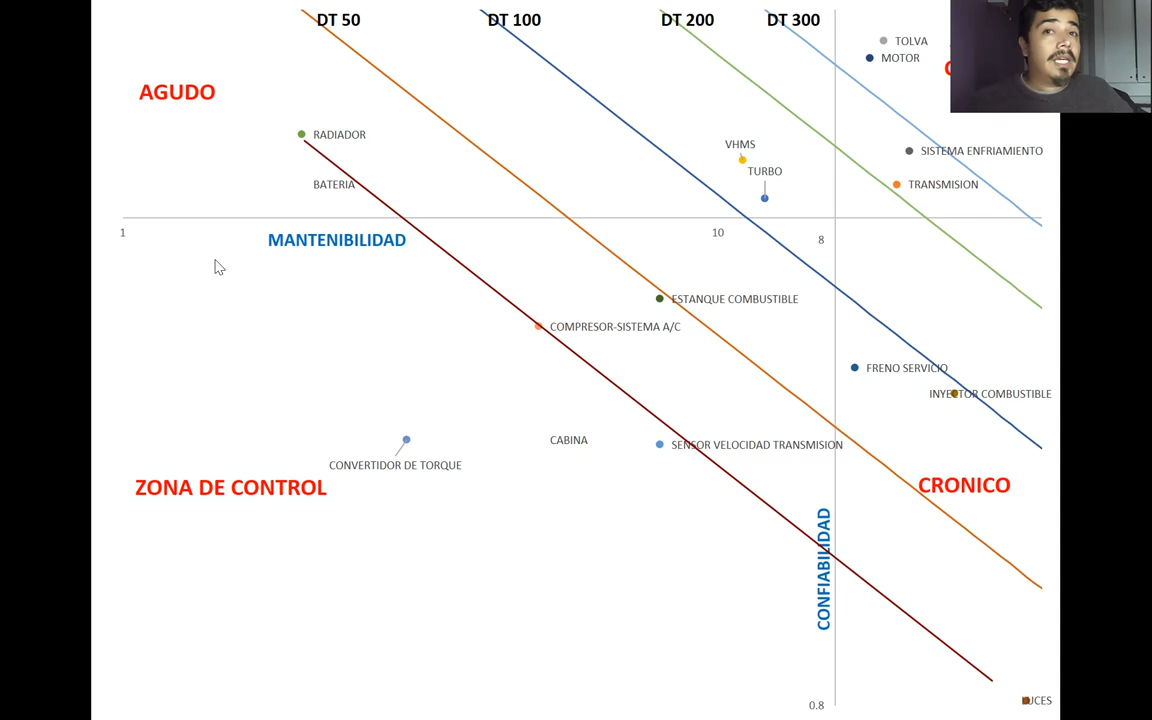 DT 50
DT 100
DT 200
DT 300
TOLVA
MOTOR
AGUDO
RADIADOR
VHMS
SISTEMA ENFRIAMIENTO
TURBO
BATERIA
TRANSMISION
1
10
8
MANTENIBILIDAD
ESTANQUE COMBUSTIBLE
COMPRESOR-SISTEMA A/C
FRENO SERVICIO
INYECTOR COMBUSTIBLE
CABINA
SENSOR VELOCIDAD TRANSMISION
CONVERTIDOR DE TORQUE
ZONA DE CONTROL
CRONICO
CONFIABILIDAD
LUCES
0.8